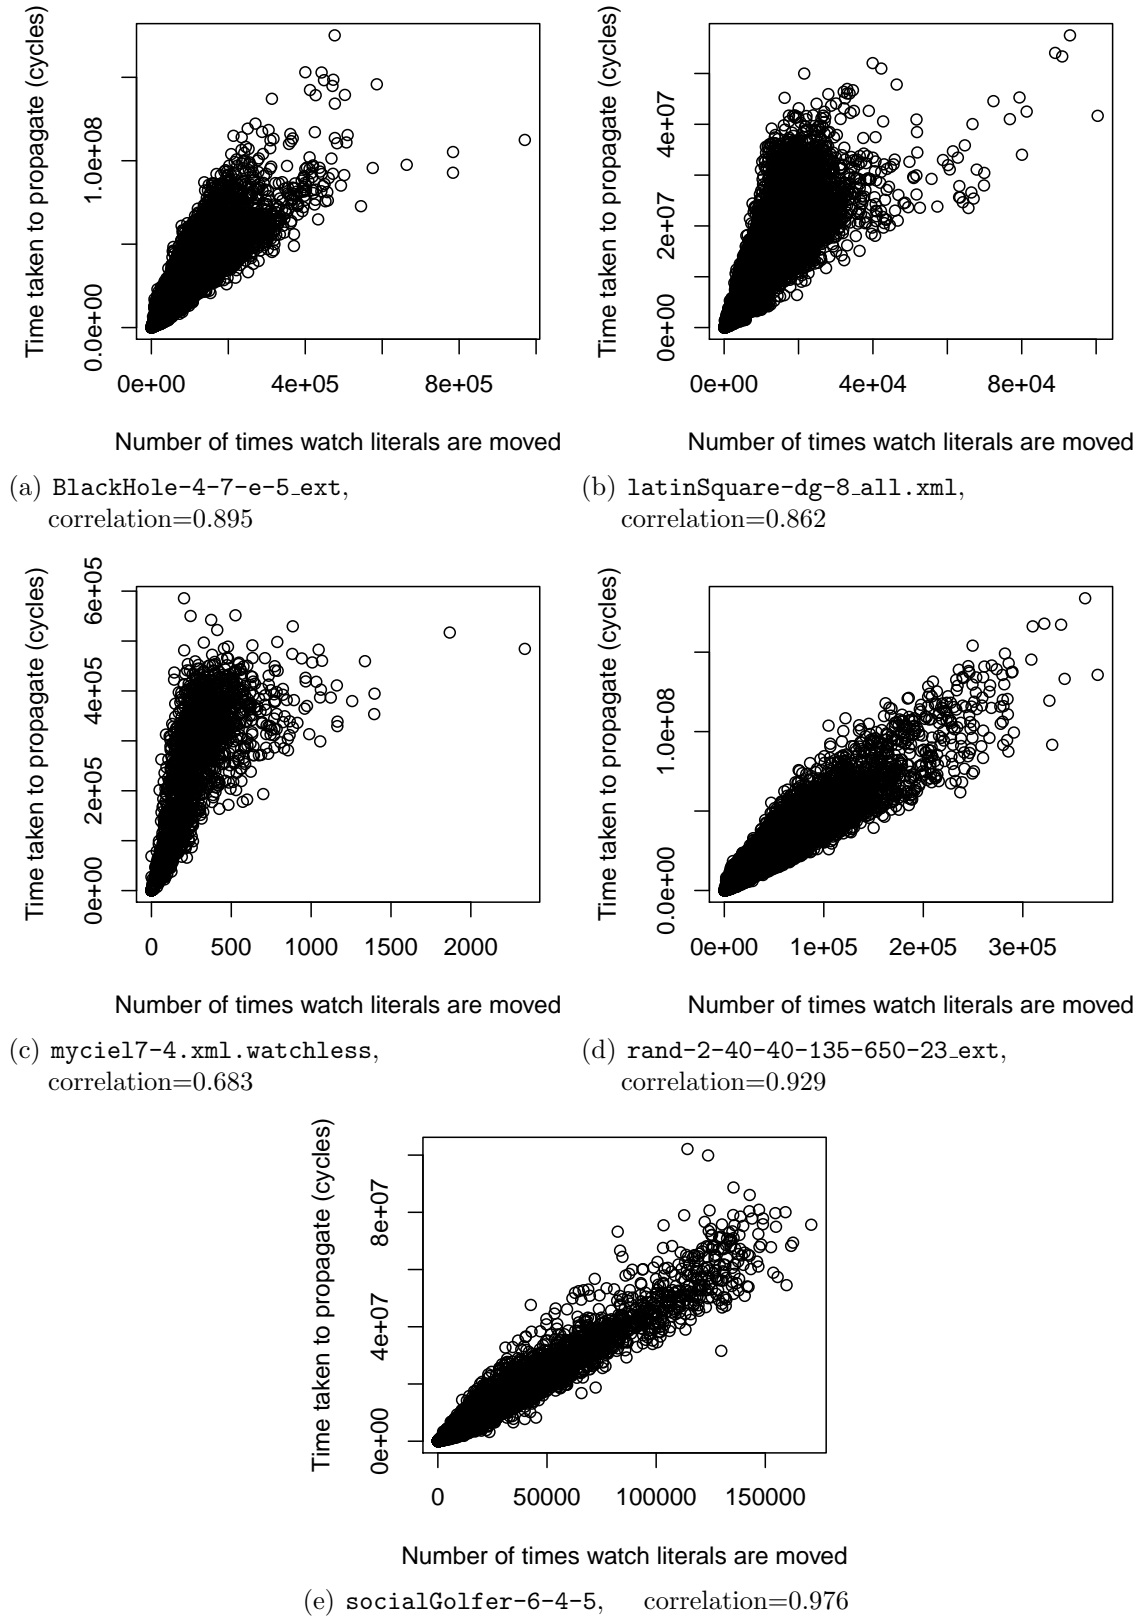 Time taken to propagate (cycles)
0.0e+00 1.0e+08
0e+00 4e+05 8e+05
Number of times watch literals are moved
(a) BlackHole-4-7-e-5_ext,
correlation=0.895
Time taken to propagate (cycles)
0e+00 2e+07 4e+07
0e+00 4e+04 8e+04
Number of times watch literals are moved
(b) latinSquare-dg-8_all.xml,
correlation=0.862
Time taken to propagate (cycles)
0e+00 2e+05 4e+05 6e+05
0 500 1000 1500 2000
Number of times watch literals are moved
(c) myciel7-4.xml.watchless,
correlation=0.683
Time taken to propagate (cycles)
0.0e+00 1.0e+08
0e+00 1e+05 2e+05 3e+05
Number of times watch literals are moved
(d) rand-2-40-40-135-650-23_ext,
correlation=0.929
Time taken to propagate (cycles)
0e+00 4e+07 8e+07
0 50000 100000 150000
Number of times watch literals are moved
(e) socialGolfer-6-4-5, correlation=0.976